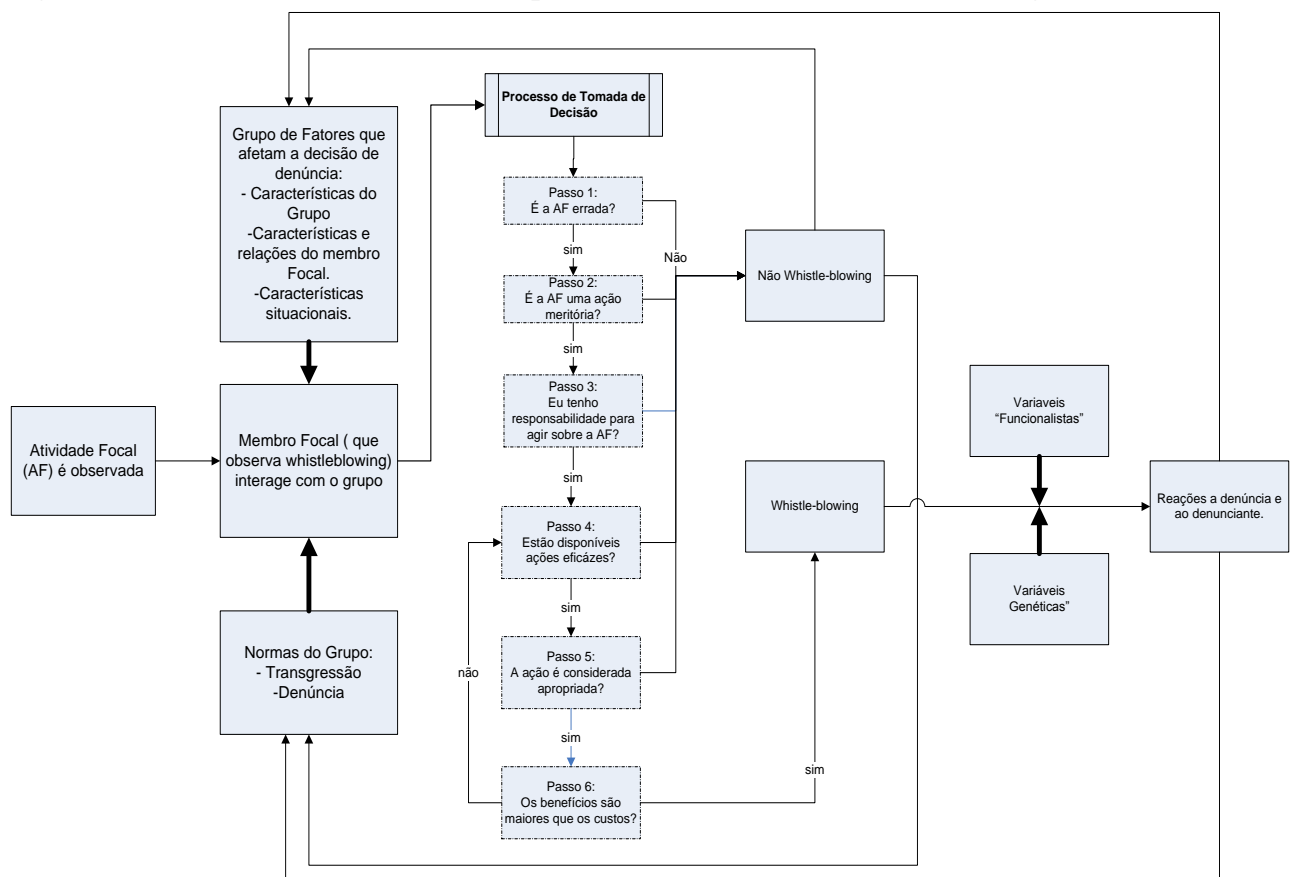 Processo de Tomada de
Decisão
Grupo de Fatores que
afetam a decisão de
denúncia:
- Características do
Grupo
-Características e
relações do membro
Focal.
-Características
situacionais.
Passo 1:
É a AF errada?
sim
Não
Passo 2:
É a AF uma ação
meritória?
sim
Não Whistle-blowing
Passo 3:
Eu tenho
responsabilidade para
agir sobre a AF?
sim
Atividade Focal
(AF) é observada
Membro Focal ( que
observa whistleblowing)
interage com o grupo
Variaveis
“Funcionalistas”
Passo 4:
Estão disponíveis
ações eficázes?
sim
Whistle-blowing
Reações a denúncia e
ao denunciante.
Variáveis
Genéticas”
Normas do Grupo:
- Transgressão
-Denúncia
não
Passo 5:
A ação é considerada
apropriada?
sim
Passo 6:
Os benefícios são
maiores que os custos?
sim